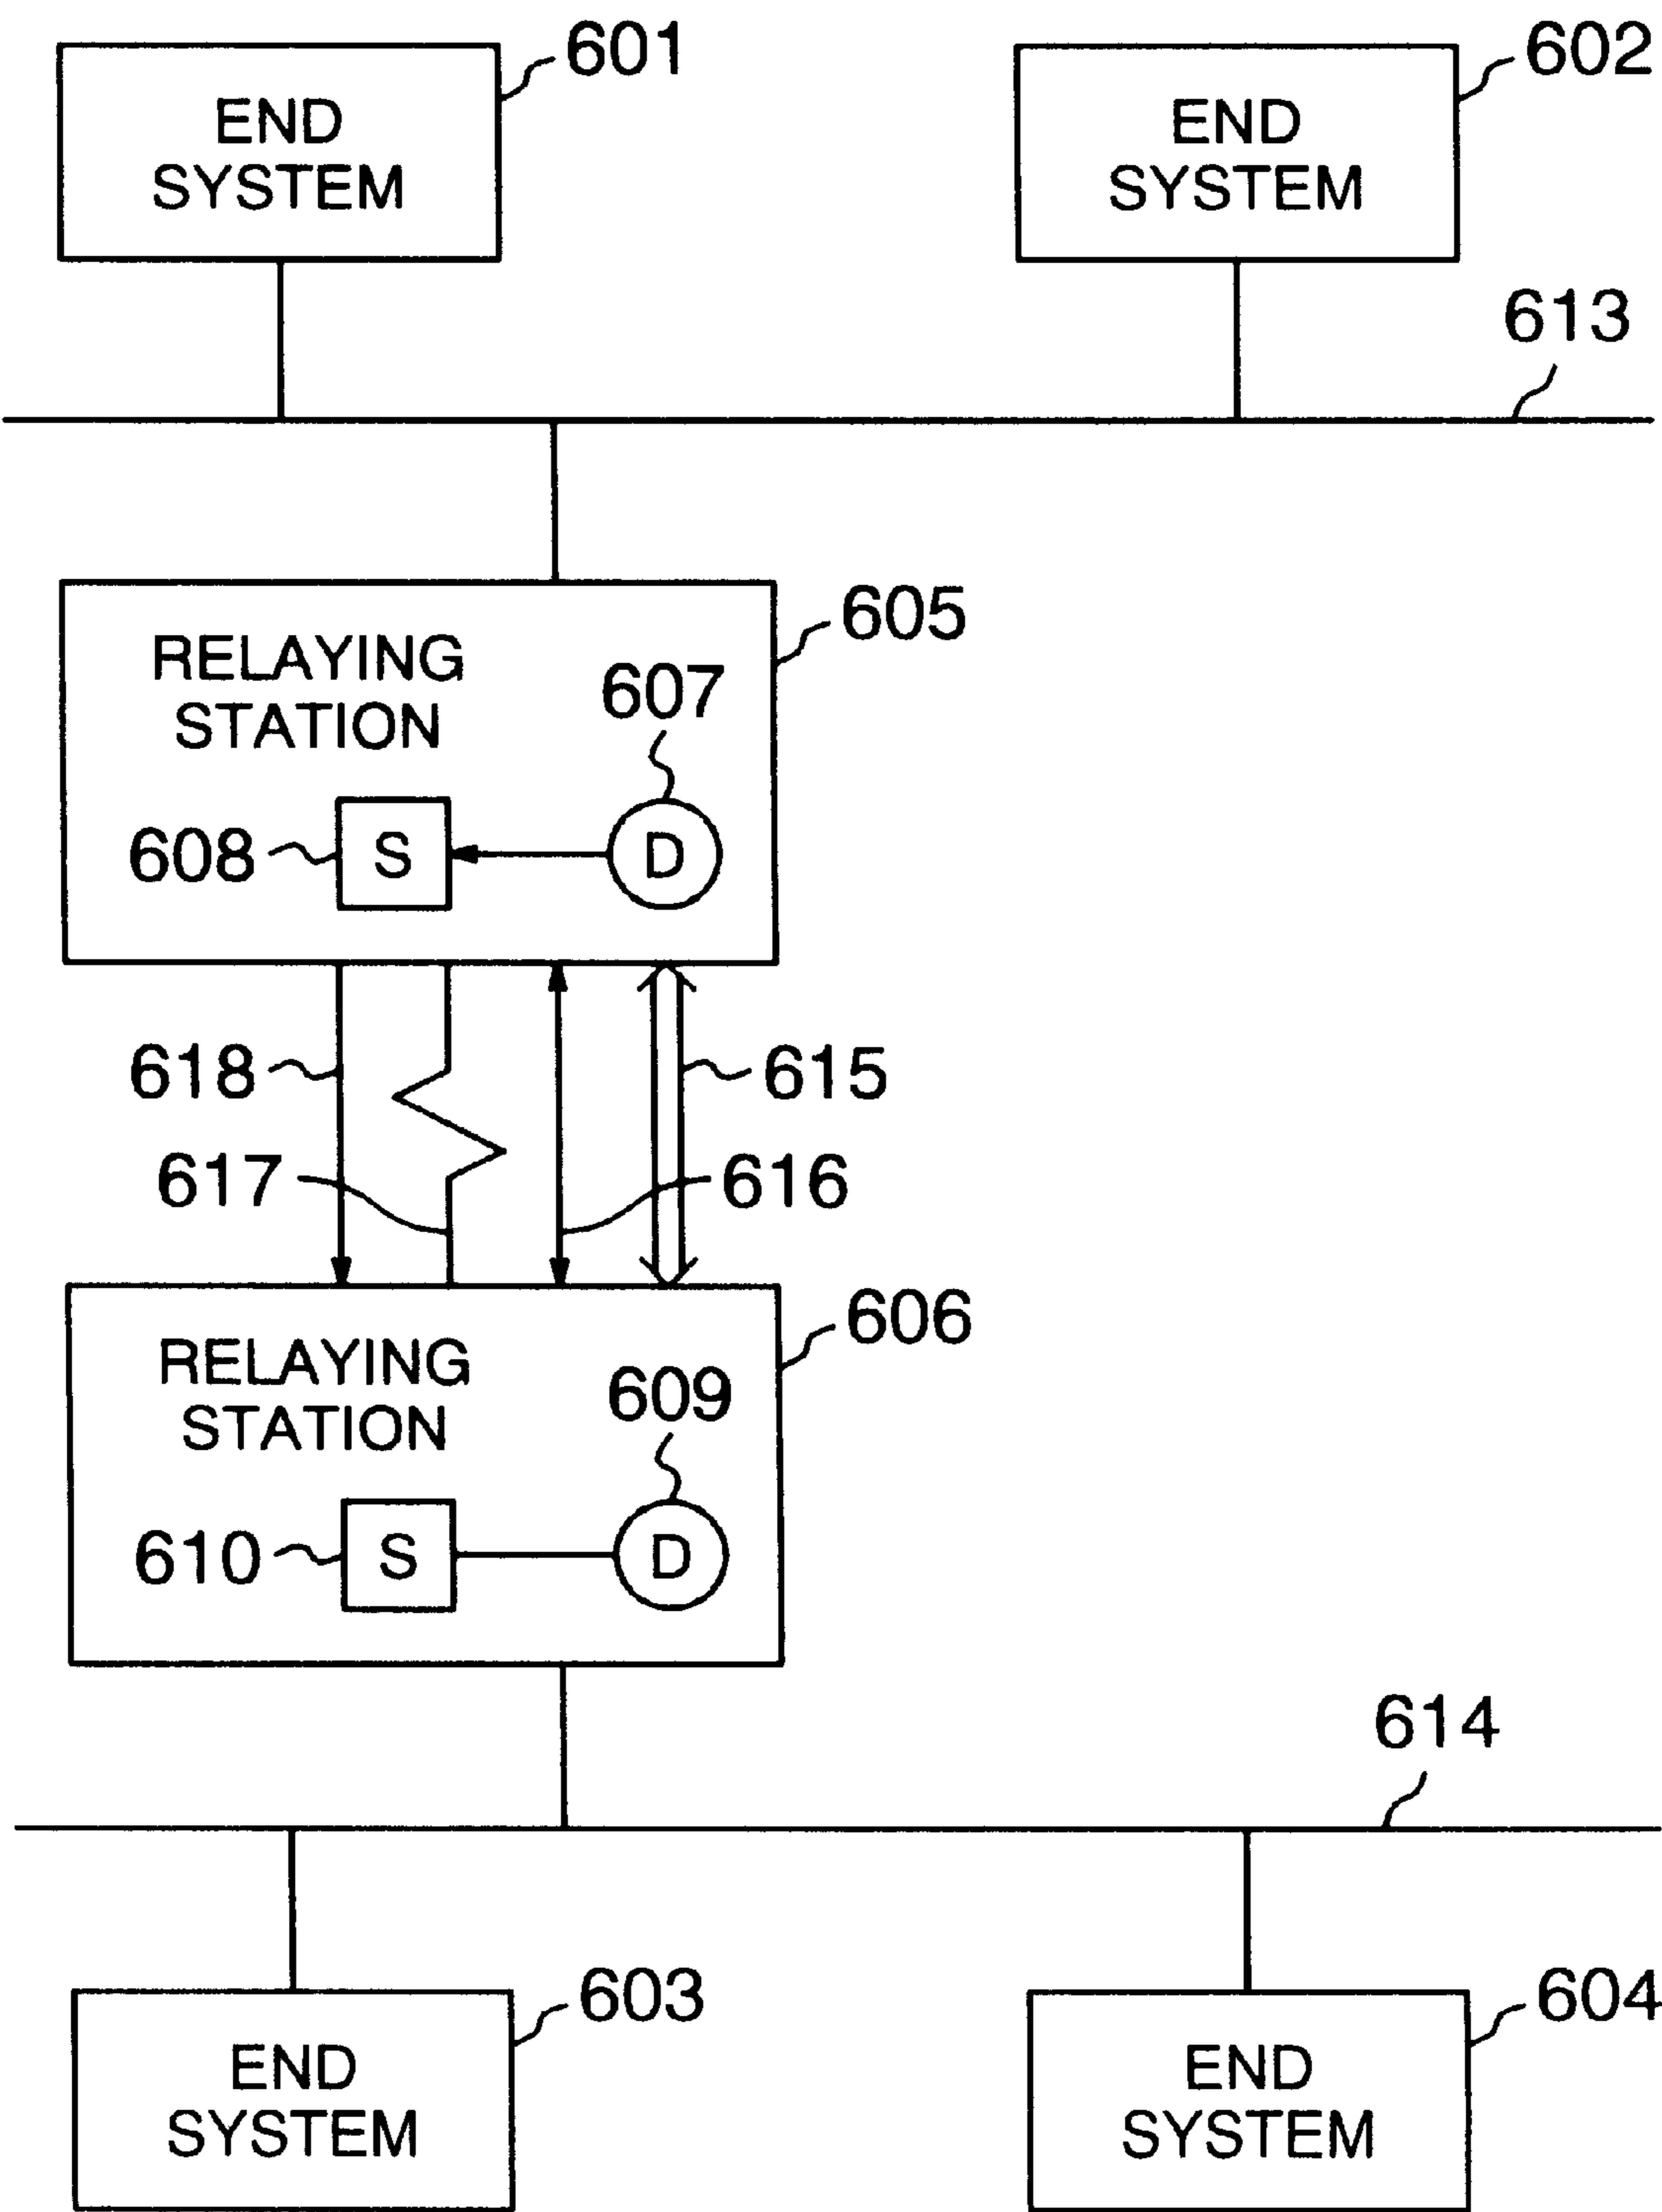 601
END
SYSTEM
602
END
SYSTEM
613
605
RELAYING
STATION
607
608
S
D
618
615
617
616
606
RELAYING
STATION
609
610
S
D
614
603
END
SYSTEM
604
END
SYSTEM